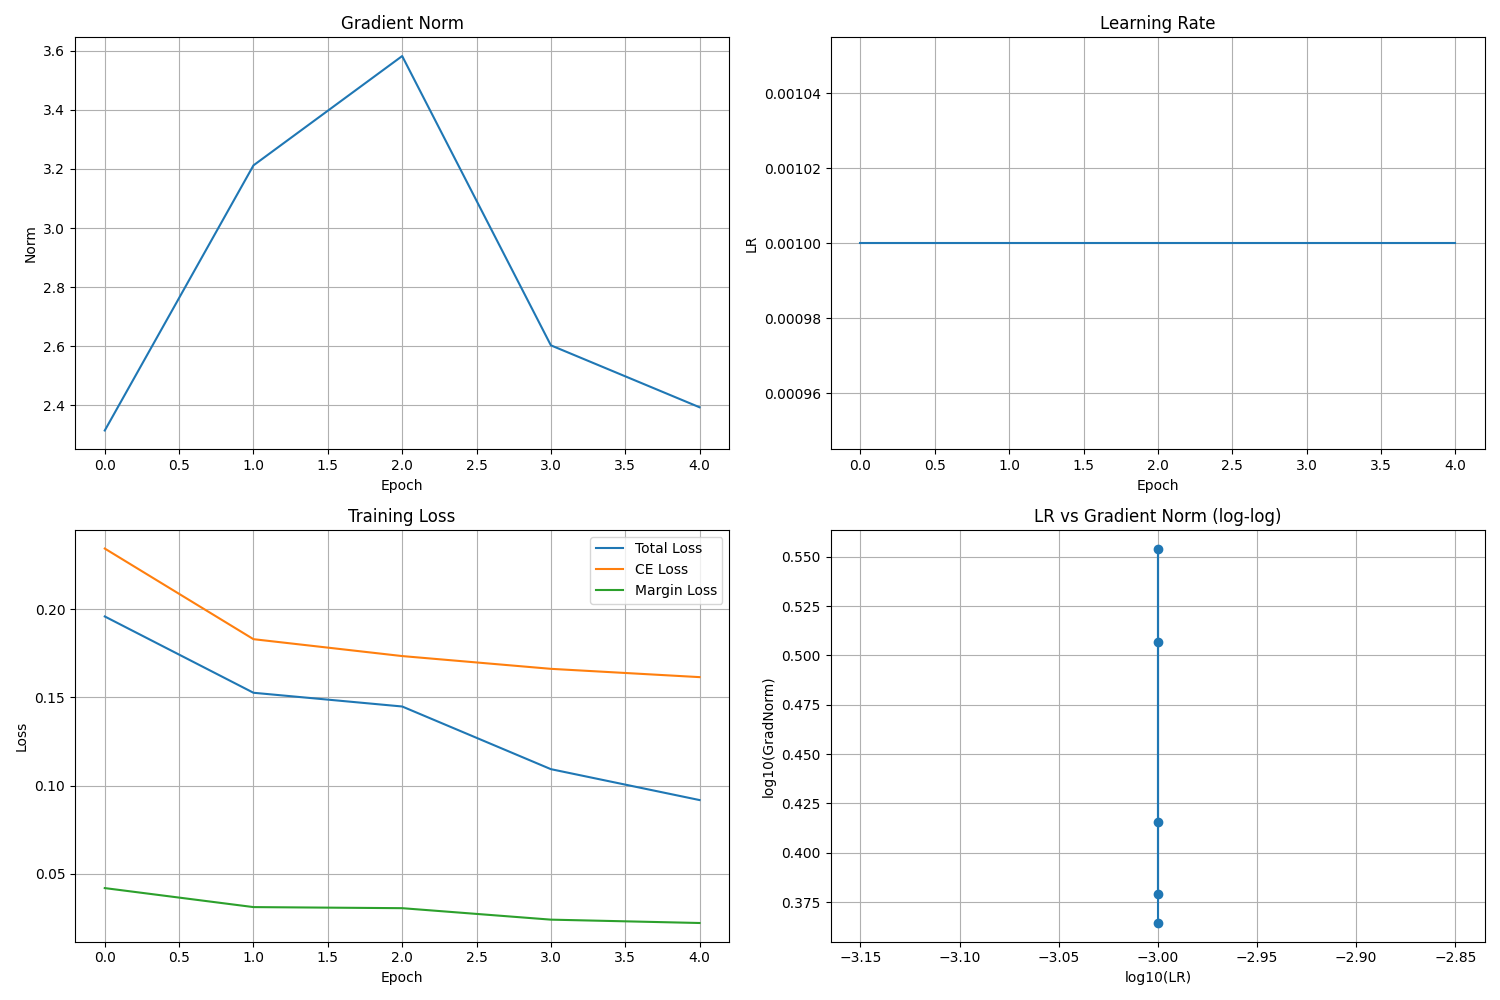 Gradient Norm
3.6
3.4
3.2
3.0
2.8
2.6
2.4
Norm
0.0 0.5 1.0 1.5 2.0 2.5 3.0 3.5 4.0
Epoch
Learning Rate
0.00104
0.00102
0.00100
0.00098
0.00096
LR
0.0 0.5 1.0 1.5 2.0 2.5 3.0 3.5 4.0
Epoch
Training Loss
Total Loss
CE Loss
Margin Loss
0.20
0.15
0.10
0.05
Loss
0.0 0.5 1.0 1.5 2.0 2.5 3.0 3.5 4.0
Epoch
LR vs Gradient Norm (log-log)
0.550
0.525
0.500
0.475
0.450
0.425
0.400
0.375
log10(GradNorm)
−3.15 −3.10 −3.05 −3.00 −2.95 −2.90 −2.85
log10(LR)